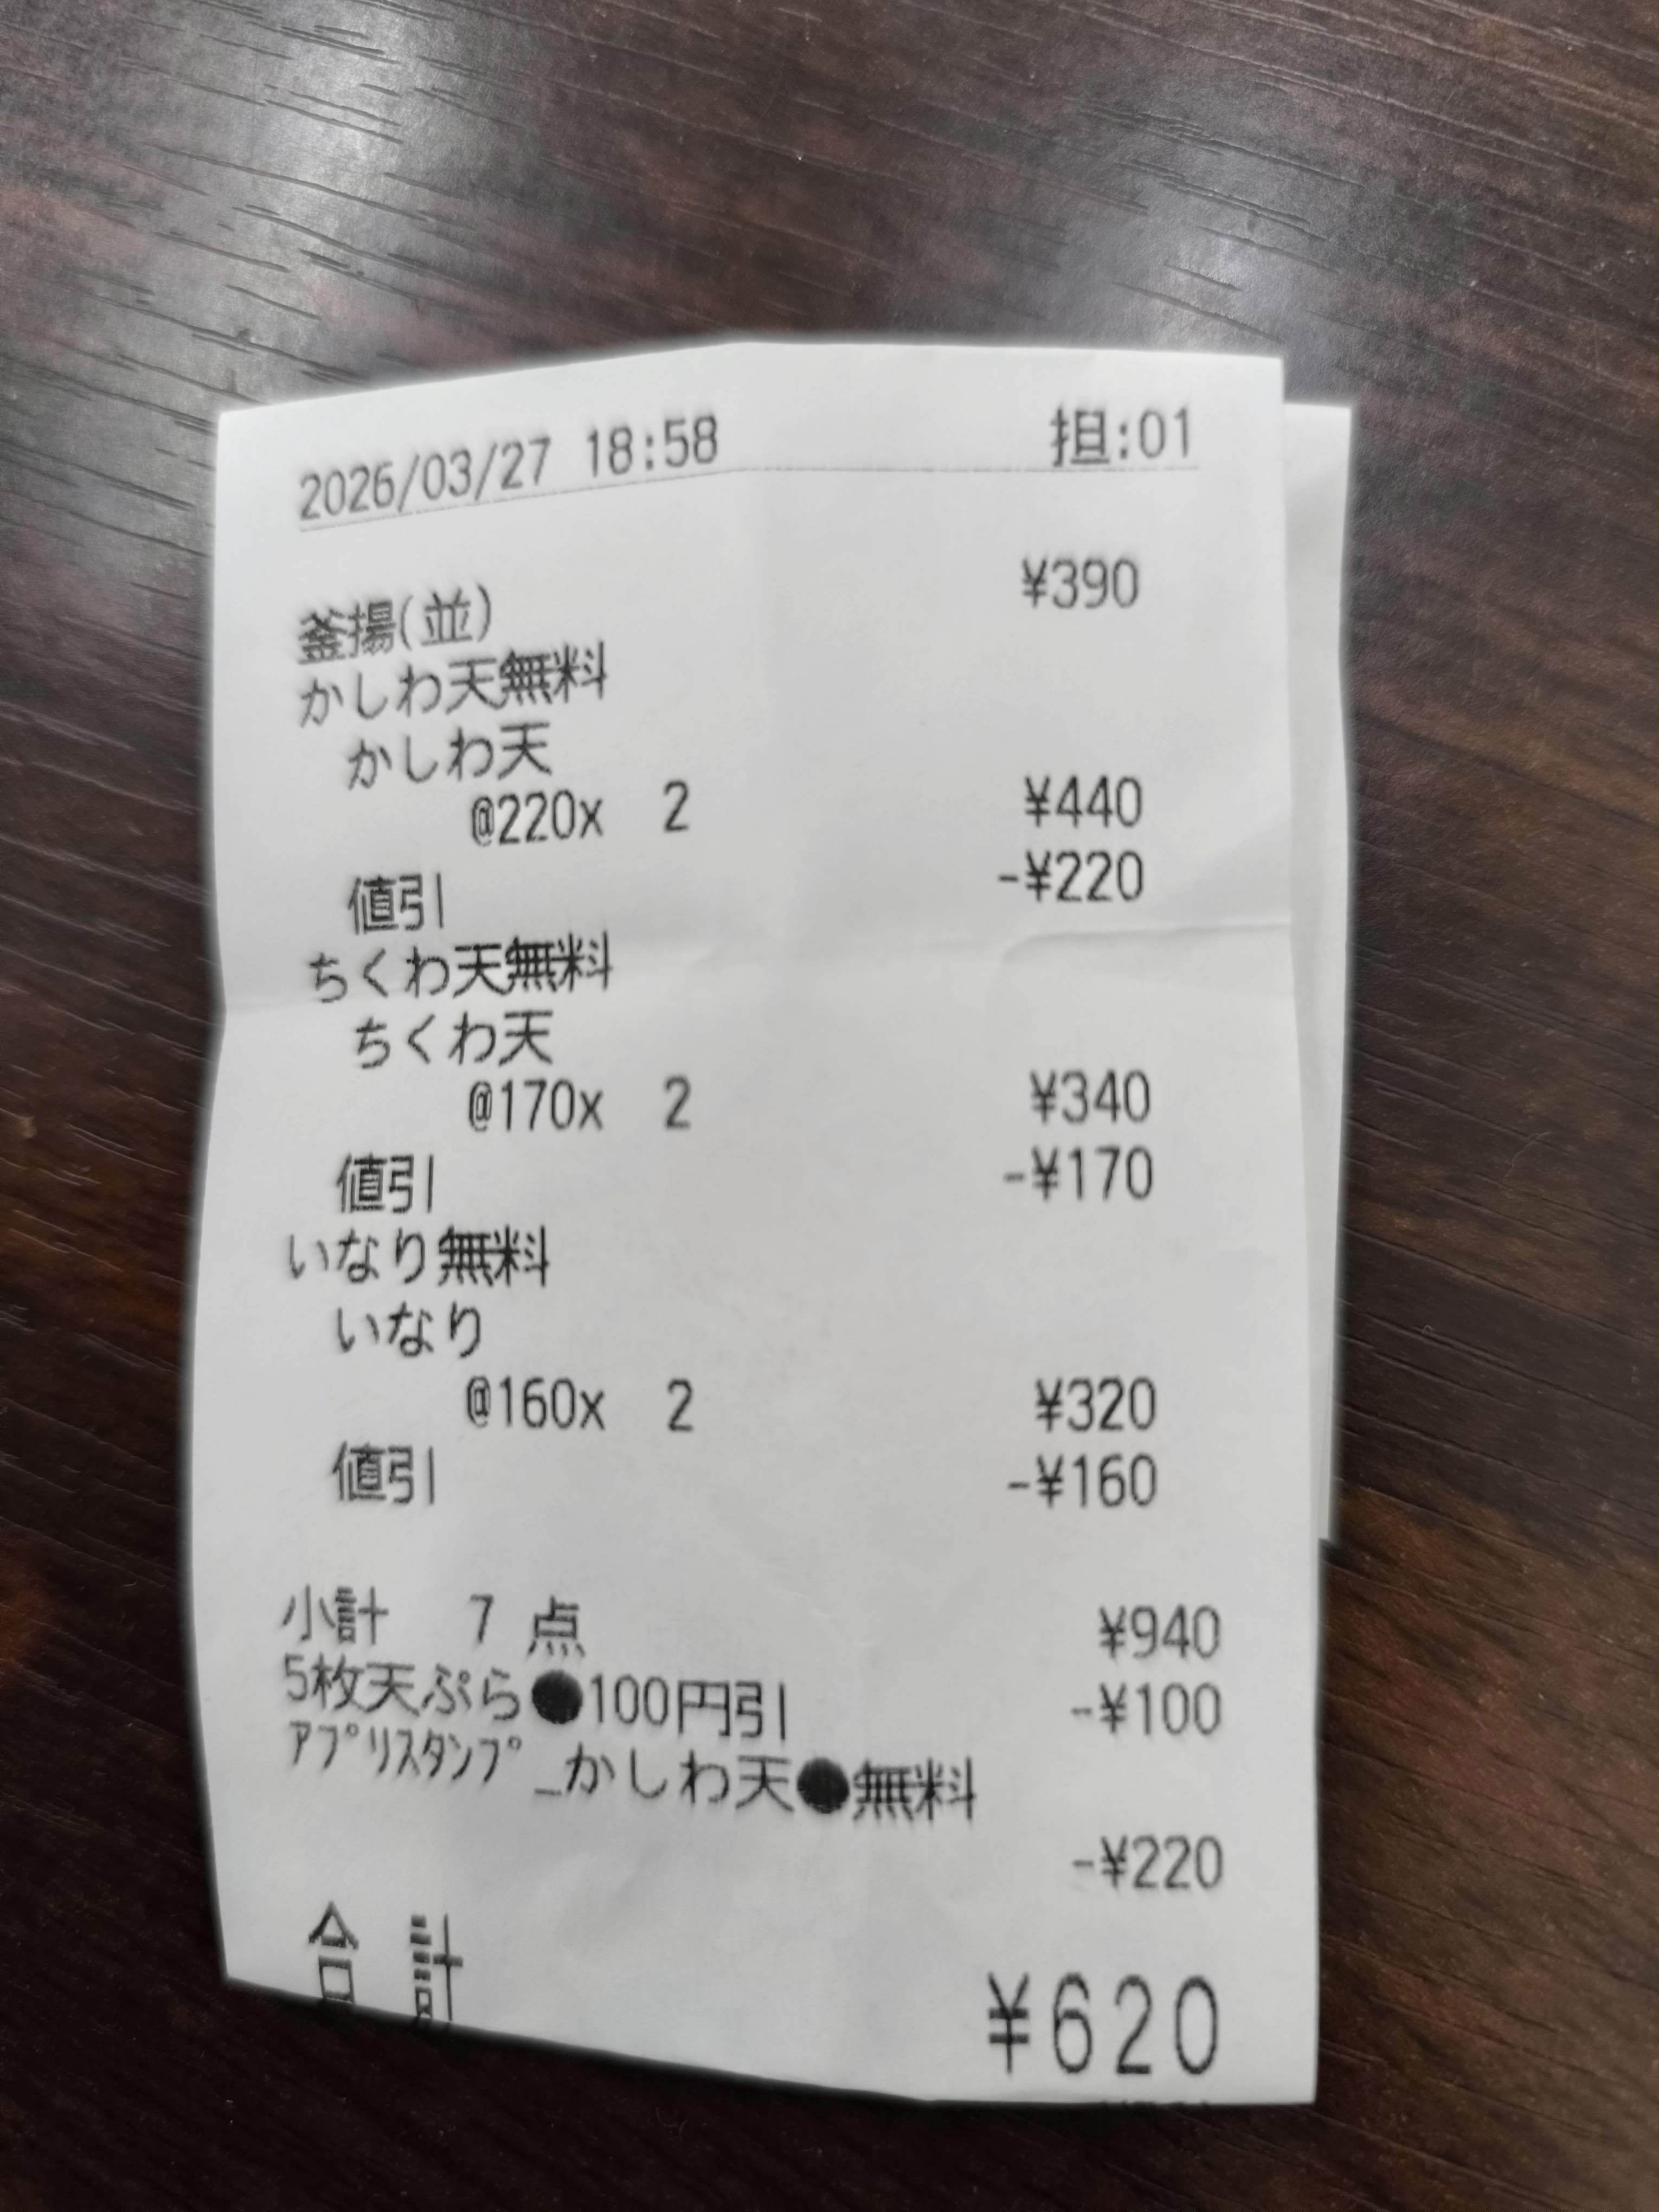 2026/03/27 18:58 担:01
釜揚(並) ¥390
かしわ天無料
かしわ天
@220x 2 ¥440
値引 -¥220
ちくわ天無料
ちくわ天
@170x 2 ¥340
値引 -¥170
いなり無料
いなり
@160x 2 ¥320
値引 -¥160
小計 7 点 ¥940
5枚天ぷら●100円引 -¥100
ｱﾌﾟﾘｽﾀﾝﾌﾟ_かしわ天●無料
-¥220
合 計 ¥620